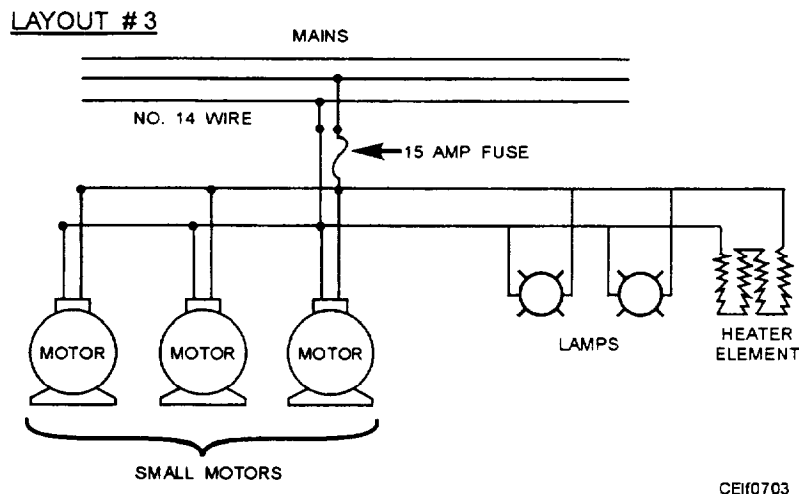 LAYOUT #3
MAINS
NO. 14 WIRE
15 AMP FUSE
MOTOR
MOTOR
MOTOR
LAMPS
HEATER
ELEMENT
SMALL MOTORS
CEIf0703